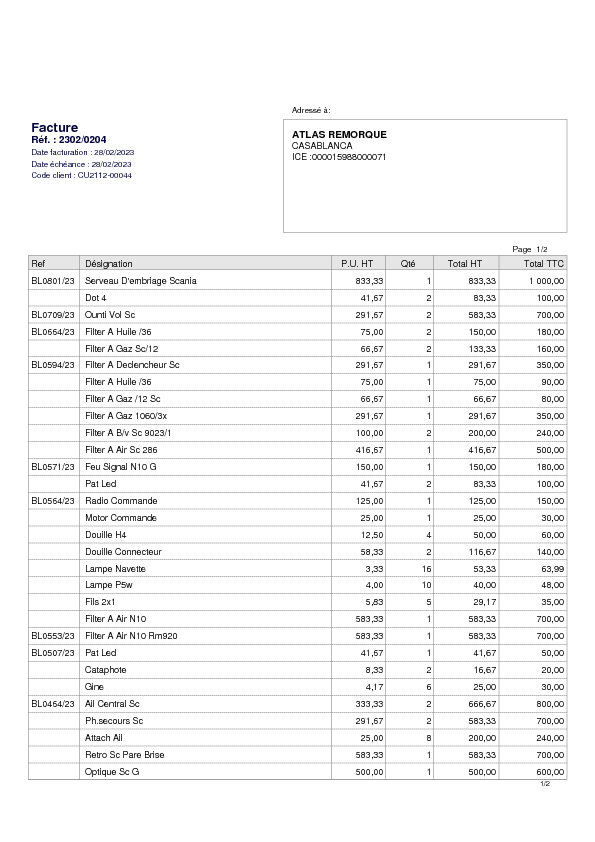 Adressé à:
Facture
Réf. : 2302/0204
Date facturation : 28/02/2023
Date échéance : 28/02/2023
Code client : CU2112-00044
ATLAS REMORQUE
CASABLANCA
ICE :000015988000071
Page 1/2
Ref Désignation P.U. HT Qté Total HT Total TTC
BL0801/23 Serveau D'embriage Scania 833,33 1 833,33 1 000,00
Dot 4 41,67 2 83,33 100,00
BL0709/23 Ounti Vol Sc 291,67 2 583,33 700,00
BL0664/23 Filter A Huile /36 75,00 2 150,00 180,00
Filter A Gaz Sc/12 66,67 2 133,33 160,00
BL0594/23 Filter A Declencheur Sc 291,67 1 291,67 350,00
Filter A Huile /36 75,00 1 75,00 90,00
Filter A Gaz /12 Sc 66,67 1 66,67 80,00
Filter A Gaz 1060/3x 291,67 1 291,67 350,00
Filter A B/v Sc 9023/1 100,00 2 200,00 240,00
Filter A Air Sc 286 416,67 1 416,67 500,00
BL0571/23 Feu Signal N10 G 150,00 1 150,00 180,00
Pat Led 41,67 2 83,33 100,00
BL0564/23 Radio Commande 125,00 1 125,00 150,00
Motor Commande 25,00 1 25,00 30,00
Douille H4 12,50 4 50,00 60,00
Douille Connecteur 58,33 2 116,67 140,00
Lampe Navette 3,33 16 53,33 63,99
Lampe P5w 4,00 10 40,00 48,00
Fils 2x1 5,83 5 29,17 35,00
Filter A Air N10 583,33 1 583,33 700,00
BL0553/23 Filter A Air N10 Rm920 583,33 1 583,33 700,00
BL0507/23 Pat Led 41,67 1 41,67 50,00
Cataphote 8,33 2 16,67 20,00
Gine 4,17 6 25,00 30,00
BL0464/23 Ail Central Sc 333,33 2 666,67 800,00
Ph.secours Sc 291,67 2 583,33 700,00
Attach Ail 25,00 8 200,00 240,00
Retro Sc Pare Brise 583,33 1 583,33 700,00
Optique Sc G 500,00 1 500,00 600,00
1/2